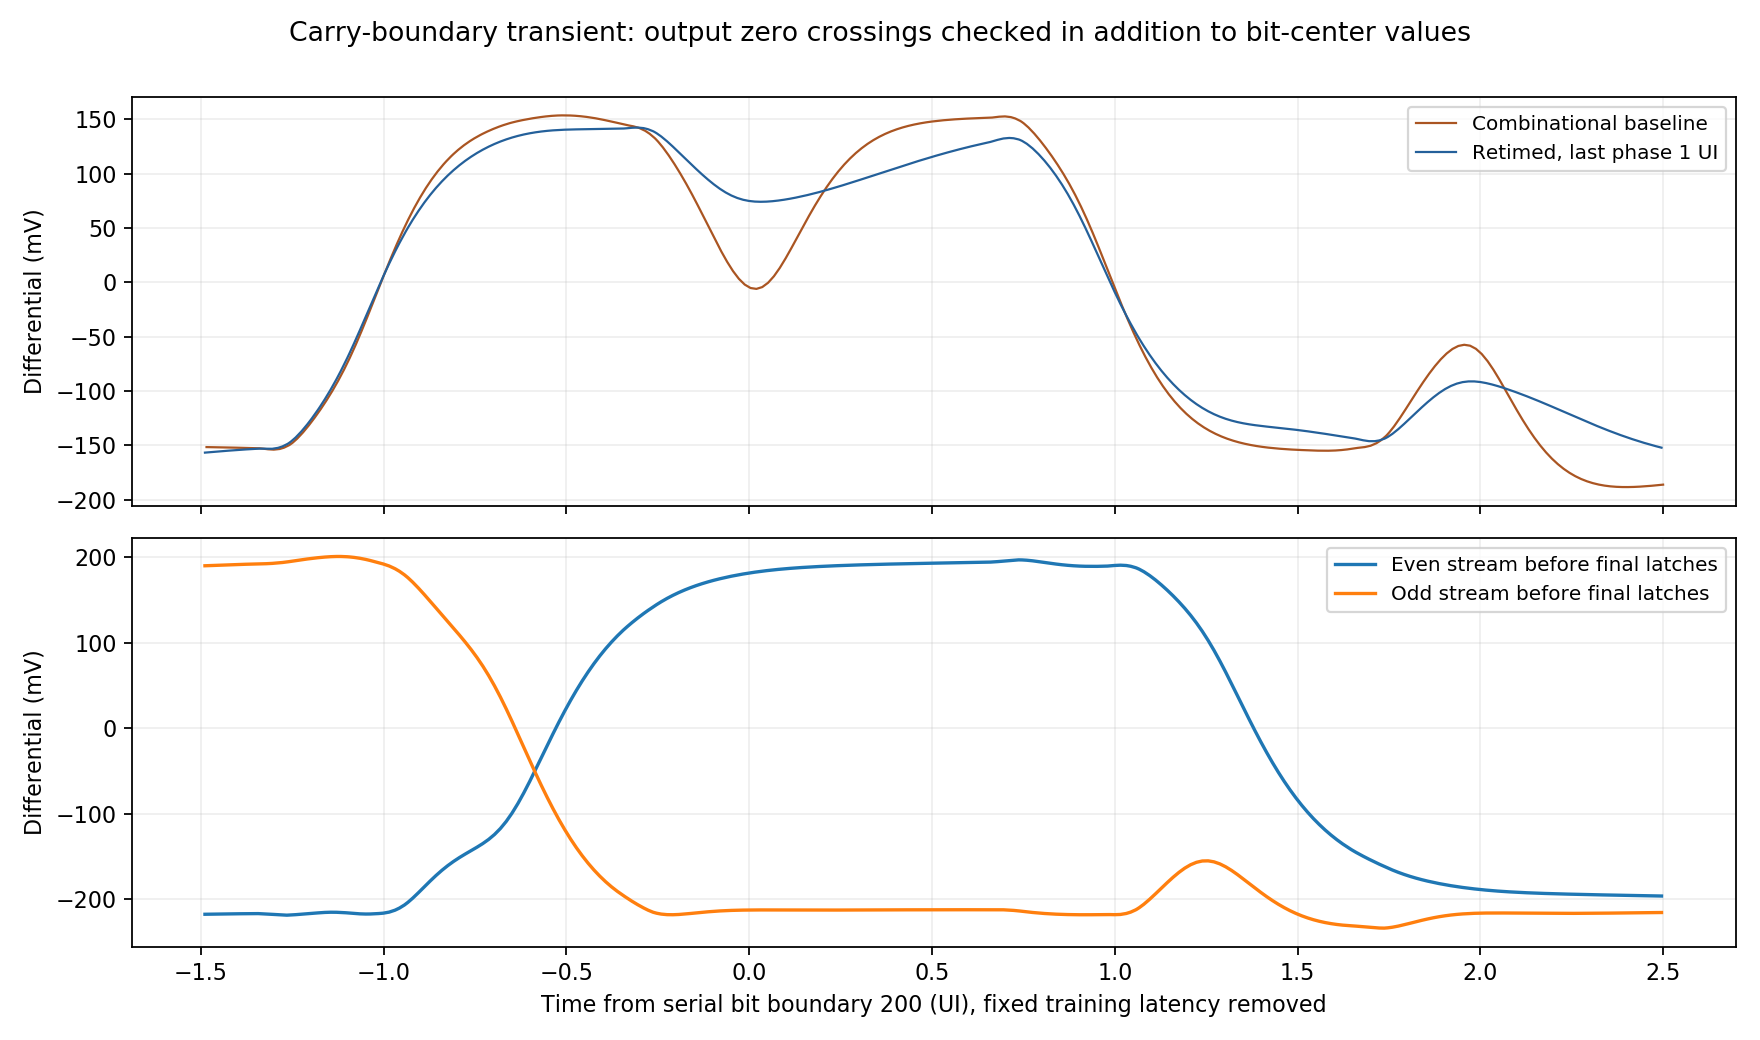 Carry-boundary transient: output zero crossings checked in addition to bit-center values
Differential (mV)
150
100
50
0
−50
−100
−150
−200
Combinational baseline
Retimed, last phase 1 UI
Differential (mV)
200
100
0
−100
−200
Even stream before final latches
Odd stream before final latches
−1.5 −1.0 −0.5 0.0 0.5 1.0 1.5 2.0 2.5
Time from serial bit boundary 200 (UI), fixed training latency removed